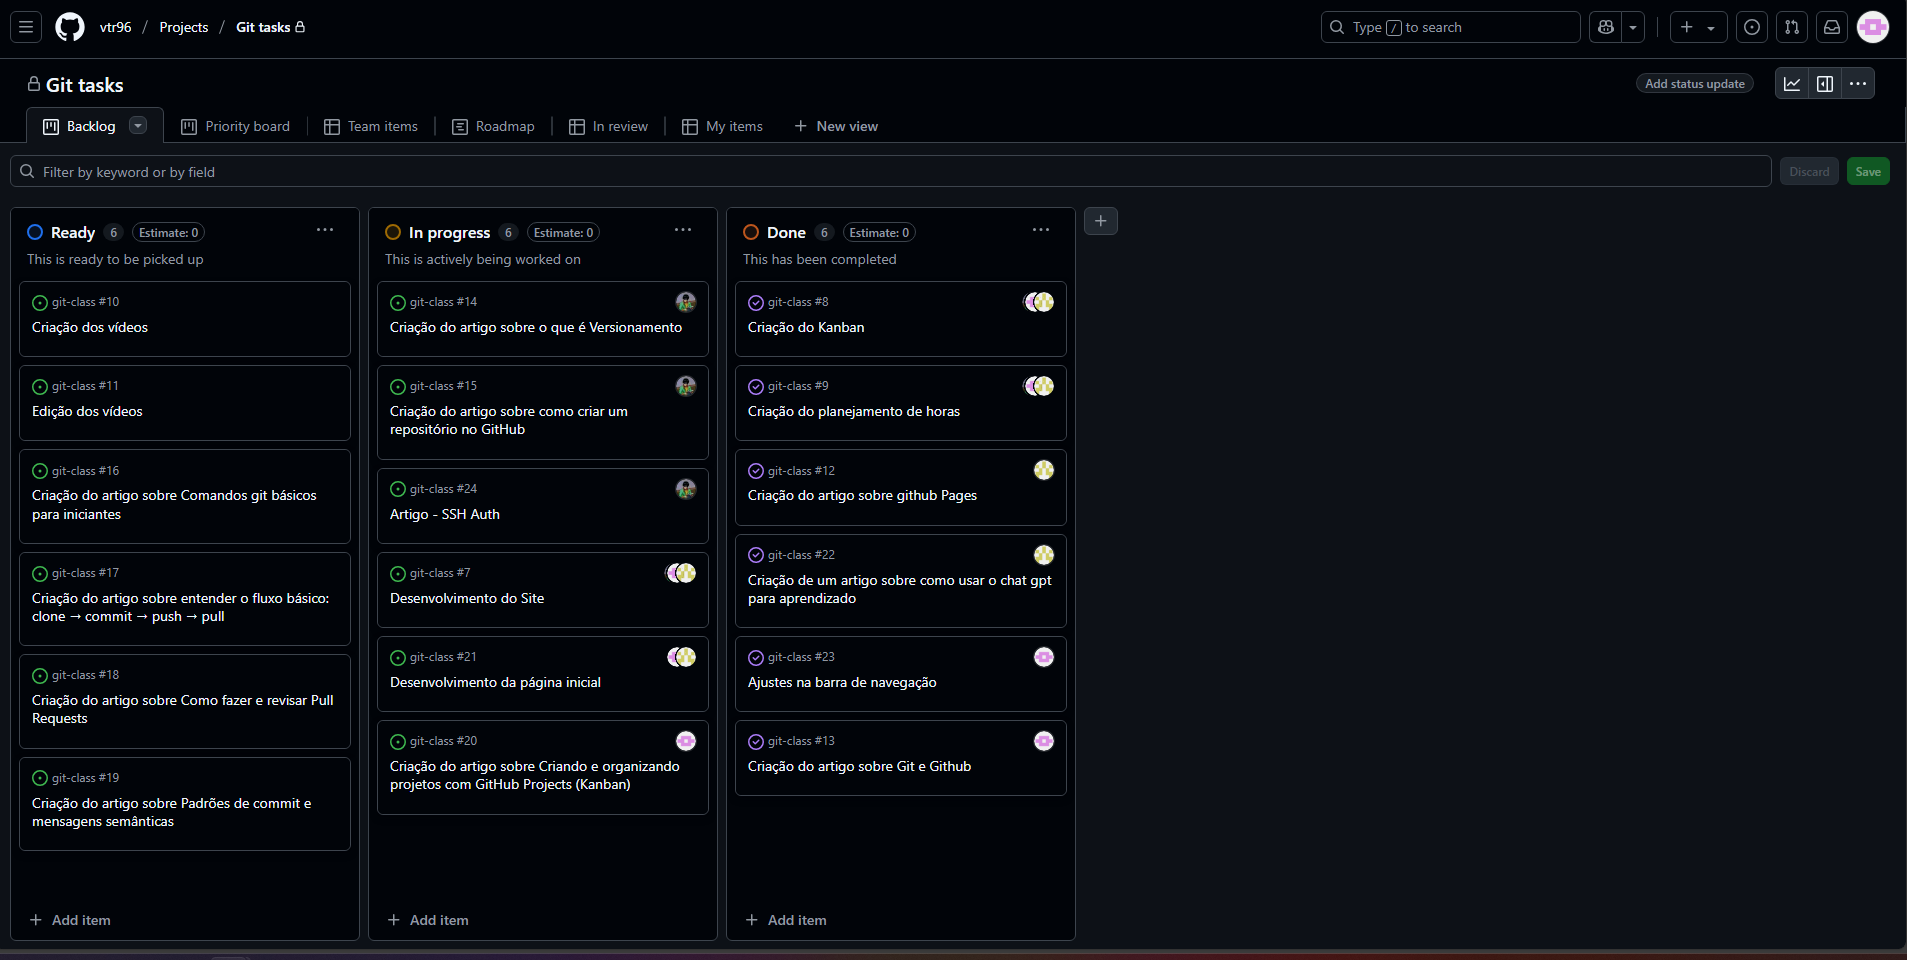 vtr96 / Projects / Git tasks
Type / to search
Git tasks
Add status update
Backlog
Priority board
Team items
Roadmap
In review
My items
New view
Filter by keyword or by field
Discard
Save
Ready 6 Estimate: 0
This is ready to be picked up
git-class #10
Criação dos vídeos
git-class #11
Edição dos vídeos
git-class #16
Criação do artigo sobre Comandos git básicos
para iniciantes
git-class #17
Criação do artigo sobre entender o fluxo básico:
clone → commit → push → pull
git-class #18
Criação do artigo sobre Como fazer e revisar Pull
Requests
git-class #19
Criação do artigo sobre Padrões de commit e
mensagens semânticas
Add item
In progress 6 Estimate: 0
This is actively being worked on
git-class #14
Criação do artigo sobre o que é Versionamento
git-class #15
Criação do artigo sobre como criar um
repositório no GitHub
git-class #24
Artigo - SSH Auth
git-class #7
Desenvolvimento do Site
git-class #21
Desenvolvimento da página inicial
git-class #20
Criação do artigo sobre Criando e organizando
projetos com GitHub Projects (Kanban)
Add item
Done 6 Estimate: 0
This has been completed
git-class #8
Criação do Kanban
git-class #9
Criação do planejamento de horas
git-class #12
Criação do artigo sobre github Pages
git-class #22
Criação de um artigo sobre como usar o chat gpt
para aprendizado
git-class #23
Ajustes na barra de navegação
git-class #13
Criação do artigo sobre Git e Github
Add item